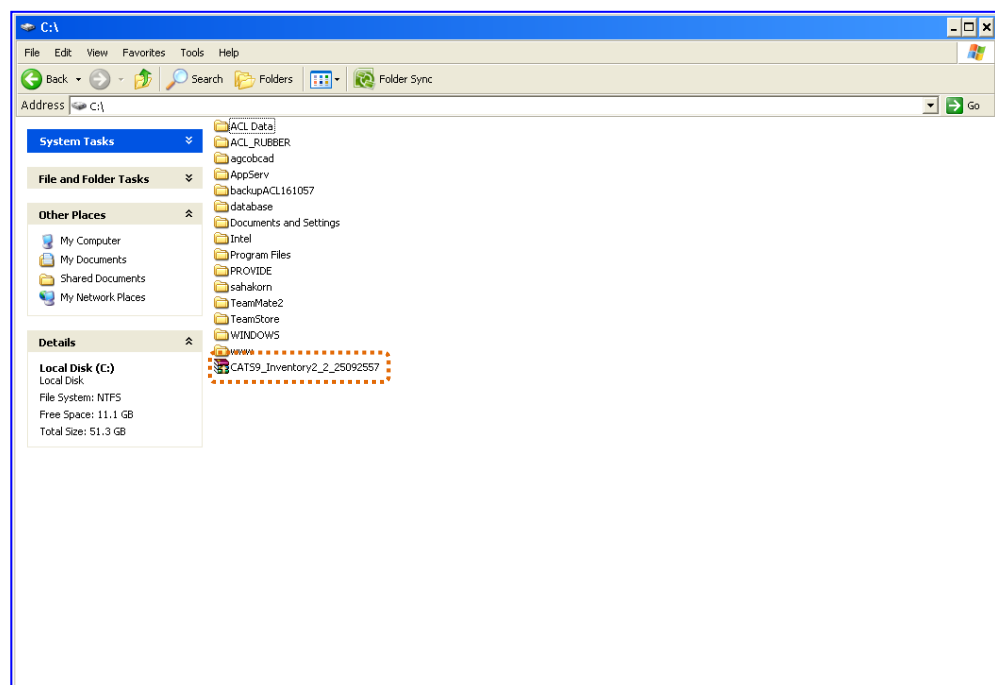 C:\
File Edit View Favorites Tools Help
Back Search Folders Folder Sync
Address C:\ Go
System Tasks
File and Folder Tasks
Other Places
My Computer
My Documents
Shared Documents
My Network Places
Details
Local Disk (C:)
Local Disk
File System: NTFS
Free Space: 11.1 GB
Total Size: 51.3 GB
ACL Data
ACL_RUBBER
agcobcad
AppServ
backupACL161057
database
Documents and Settings
Intel
Program Files
PROVIDE
sahakorn
TeamMate2
TeamStore
WINDOWS
www
CATS9_Inventory2_2_25092557